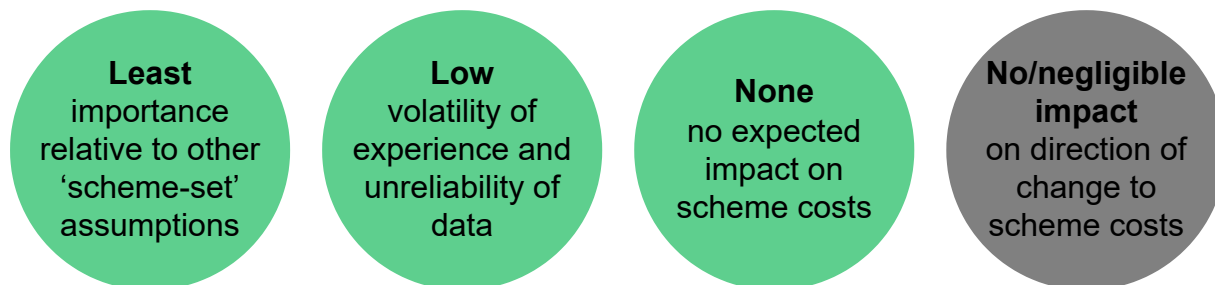 Least
importance
relative to other
‘scheme-set’
assumptions
Low
volatility of
experience and
unreliability of
data
None
no expected
impact on
scheme costs
No/negligible
impact
on direction of
change to
scheme costs